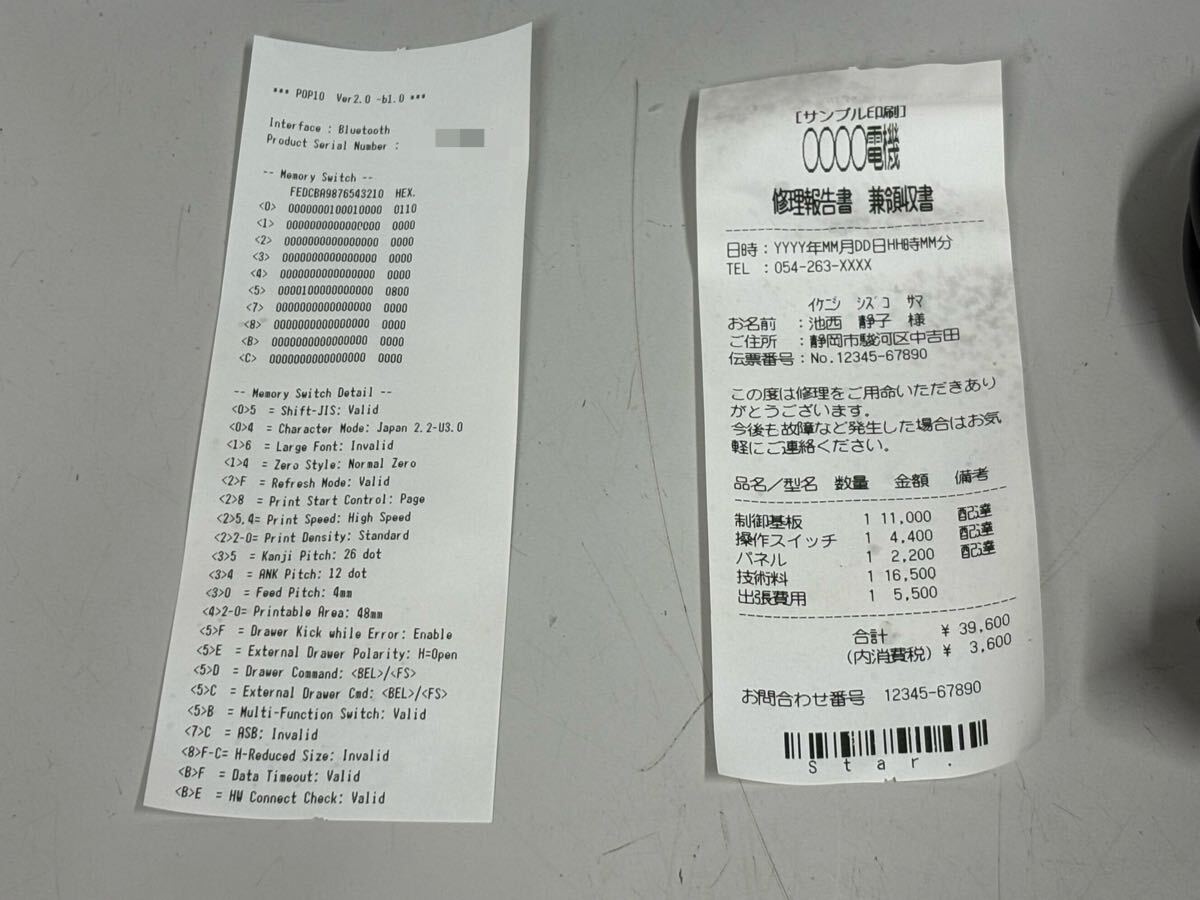 *** POP10 Ver2.0 -b1.0 ***
Interface : Bluetooth
Product Serial Number :
-- Memory Switch --
FEDCBA9876543210 HEX.
<0> 0000000100010000 0110
<1> 0000000000000000 0000
<2> 0000000000000000 0000
<3> 0000000000000000 0000
<4> 0000000000000000 0000
<5> 0000100000000000 0800
<7> 0000000000000000 0000
<8> 0000000000000000 0000
<B> 0000000000000000 0000
<C> 0000000000000000 0000
-- Memory Switch Detail --
<0>5 = Shift-JIS: Valid
<0>4 = Character Mode: Japan 2.2-U3.0
<1>6 = Large Font: Invalid
<1>4 = Zero Style: Normal Zero
<2>F = Refresh Mode: Valid
<2>8 = Print Start Control: Page
<2>5,4= Print Speed: High Speed
<2>2-0= Print Density: Standard
<3>5 = Kanji Pitch: 26 dot
<3>4 = ANK Pitch: 12 dot
<3>0 = Feed Pitch: 4mm
<4>2-0= Printable Area: 48mm
<5>F = Drawer Kick while Error: Enable
<5>E = External Drawer Polarity: H=Open
<5>D = Drawer Command: <BEL>/<FS>
<5>C = External Drawer Cmd: <BEL>/<FS>
<5>B = Multi-Function Switch: Valid
<7>C = ASB: Invalid
<8>F-C= H-Reduced Size: Invalid
<B>F = Data Timeout: Valid
<B>E = HW Connect Check: Valid
[サンプル印刷]
○○○○電機
修理報告書 兼領収書
日時：YYYY年MM月DD日HH時MM分
TEL ：054-263-XXXX
ｲｹﾆｼ ｼｽﾞｺ ｻﾏ
お名前 ：池西 静子 様
ご住所 ：静岡市駿河区中吉田
伝票番号：No.12345-67890
この度は修理をご用命いただきあり
がとうございます。
今後も故障など発生した場合はお気
軽にご連絡ください。
品名／型名 数量 金額 備考
制御基板 1 11,000 配達
操作スイッチ 1 4,400 配達
パネル 1 2,200 配達
技術料 1 16,500
出張費用 1 5,500
合計 ¥ 39,600
(内消費税) ¥ 3,600
お問合わせ番号 12345-67890
Star.